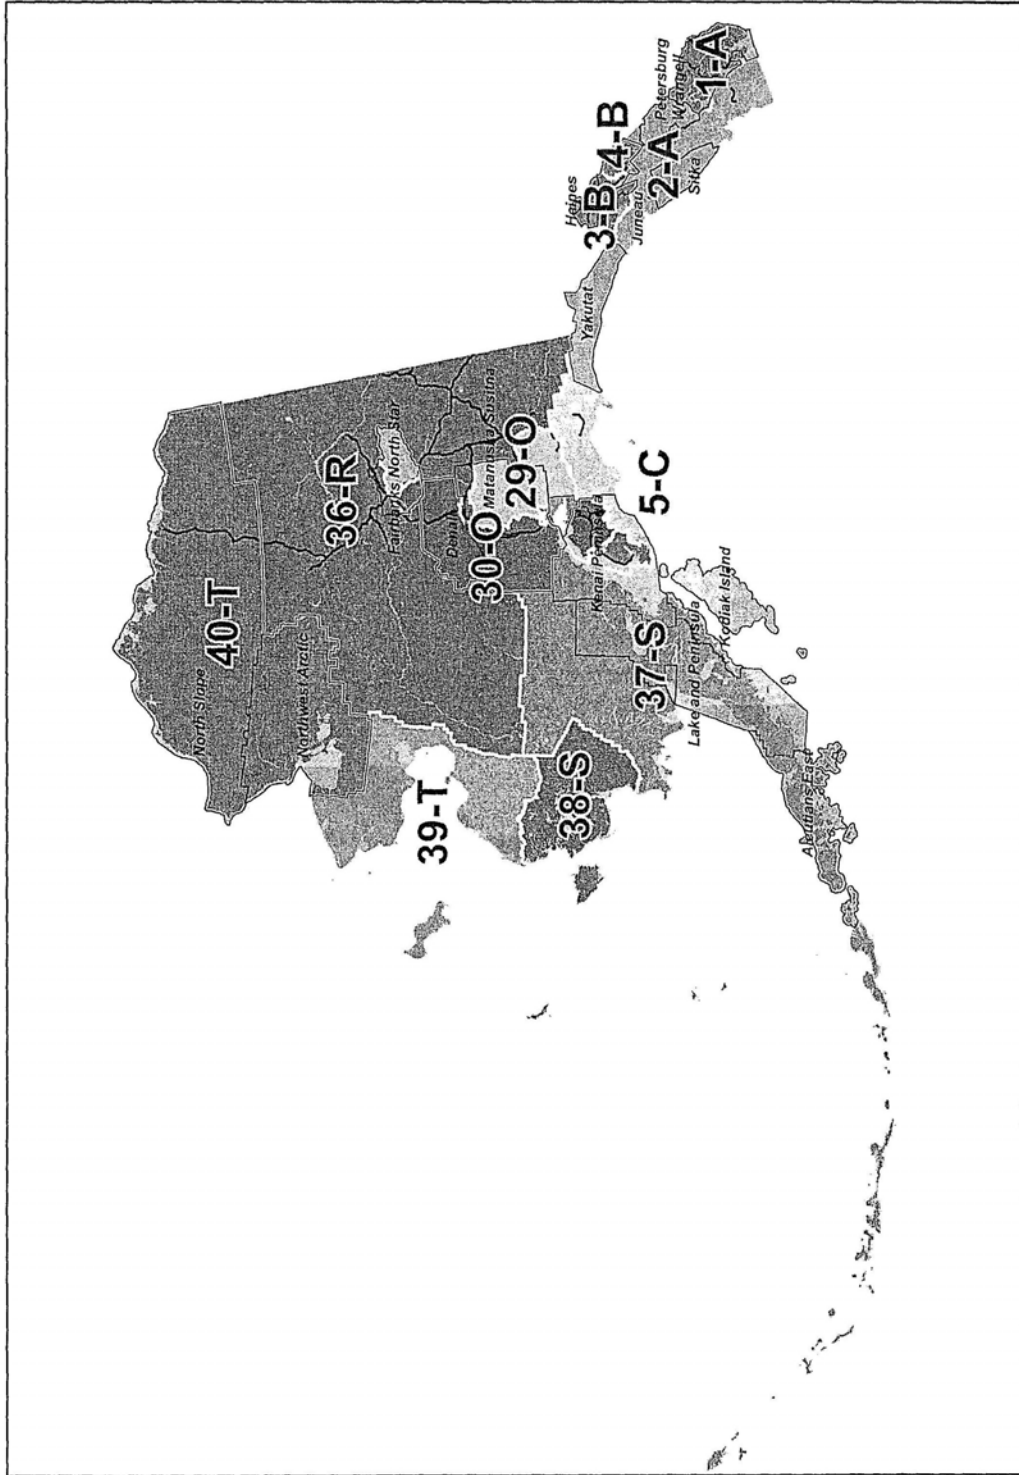 40-T
North Slope
Northwest Arctic
36-R
Fairbanks North Star
39-T
Denali
30-O
Matanuska-Susitna
29-O
38-S
37-S
Kenai Peninsula
5-C
Lake and Peninsula
Kodiak Island
Aleutians East
Yakutat
Haines
3-B
Juneau
4-B
2-A
Sitka
Petersburg
Wrangell
1-A